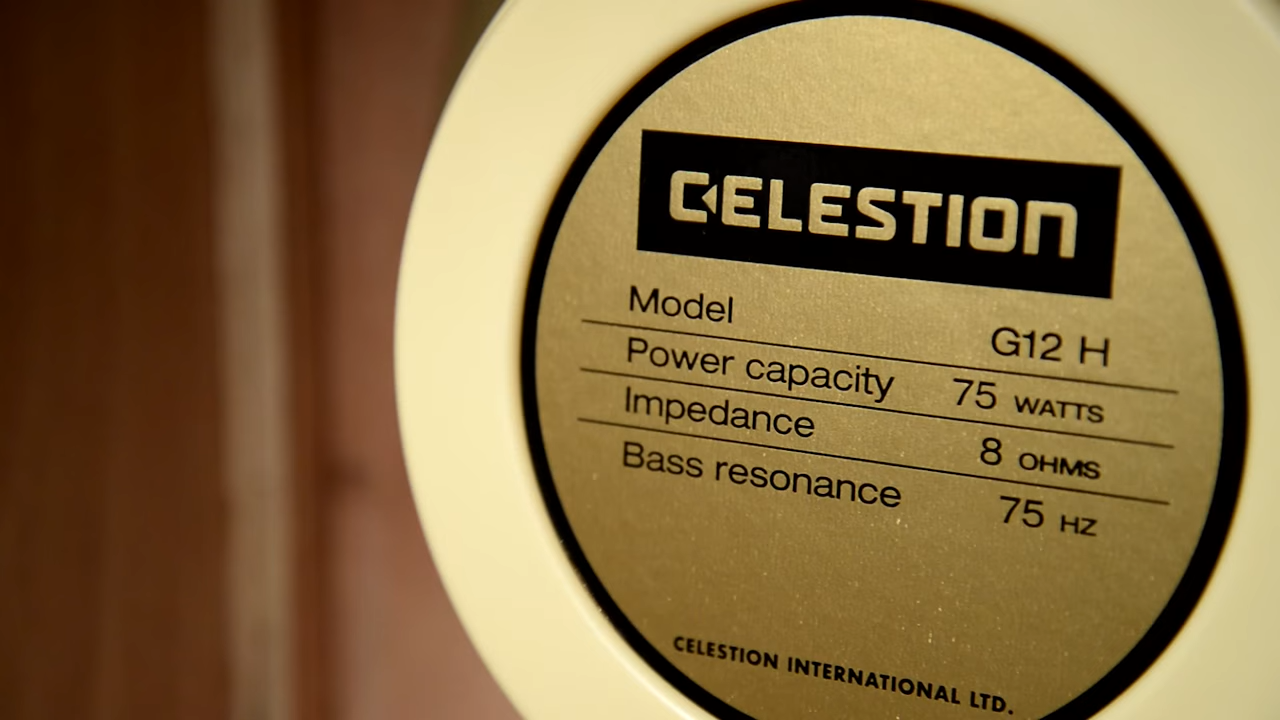 CELESTION
Model G12 H
Power capacity 75 WATTS
Impedance 8 OHMS
Bass resonance 75 HZ
CELESTION INTERNATIONAL LTD.